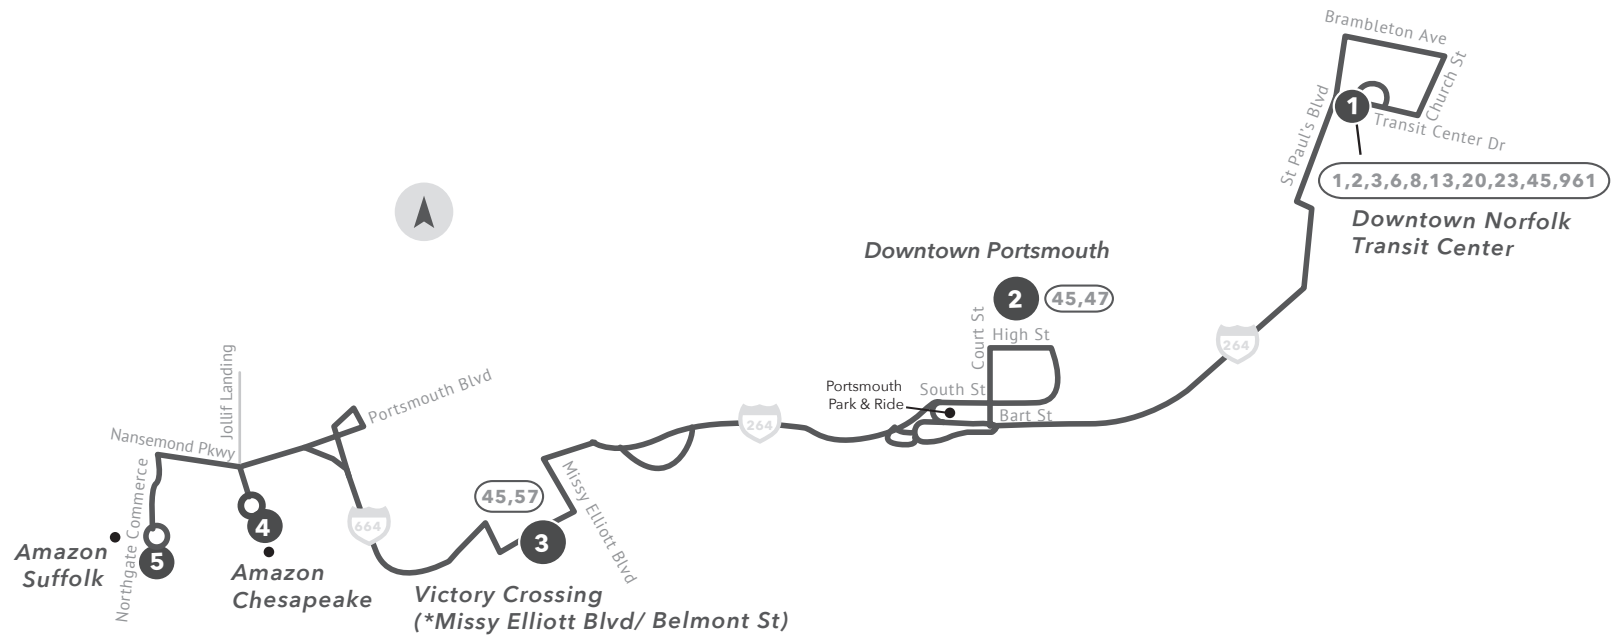 Brambleton Ave
Church St
St Paul's Blvd
1
Transit Center Dr
1,2,3,6,8,13,20,23,45,961
Downtown Norfolk
Transit Center
Downtown Portsmouth
2
45,47
Court St
High St
264
Portsmouth
Park & Ride
South St
Bart St
264
Jollif Landing
Portsmouth Blvd
Nansemond Pkwy
Northgate Commerce
Missy Elliott Blvd
45,57
664
4
3
5
Amazon
Suffolk
Amazon
Chesapeake
Victory Crossing
(*Missy Elliott Blvd/ Belmont St)